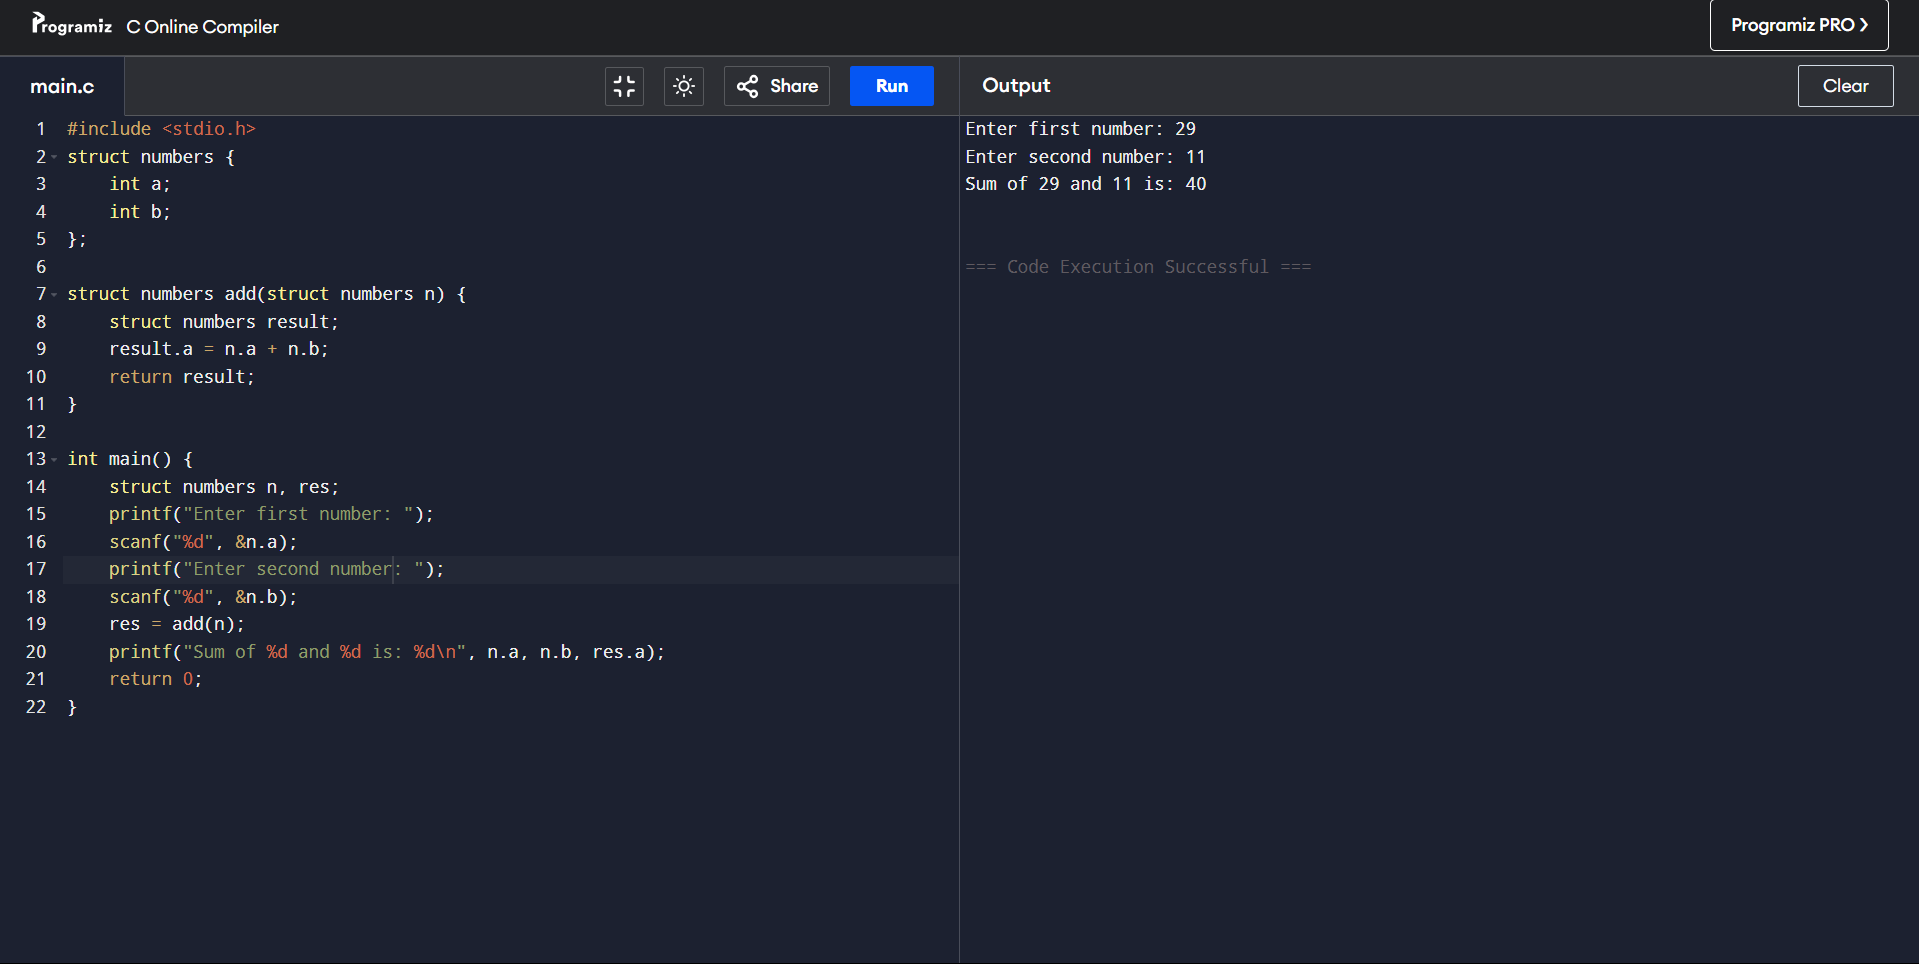 Programiz C Online Compiler
Programiz PRO
main.c
Share
Run
Output
Clear
1 #include <stdio.h>
2 struct numbers {
3     int a;
4     int b;
5 };
6
7 struct numbers add(struct numbers n) {
8     struct numbers result;
9     result.a = n.a + n.b;
10     return result;
11 }
12
13 int main() {
14     struct numbers n, res;
15     printf("Enter first number: ");
16     scanf("%d", &n.a);
17     printf("Enter second number: ");
18     scanf("%d", &n.b);
19     res = add(n);
20     printf("Sum of %d and %d is: %d\n", n.a, n.b, res.a);
21     return 0;
22 }
Enter first number: 29
Enter second number: 11
Sum of 29 and 11 is: 40
=== Code Execution Successful ===